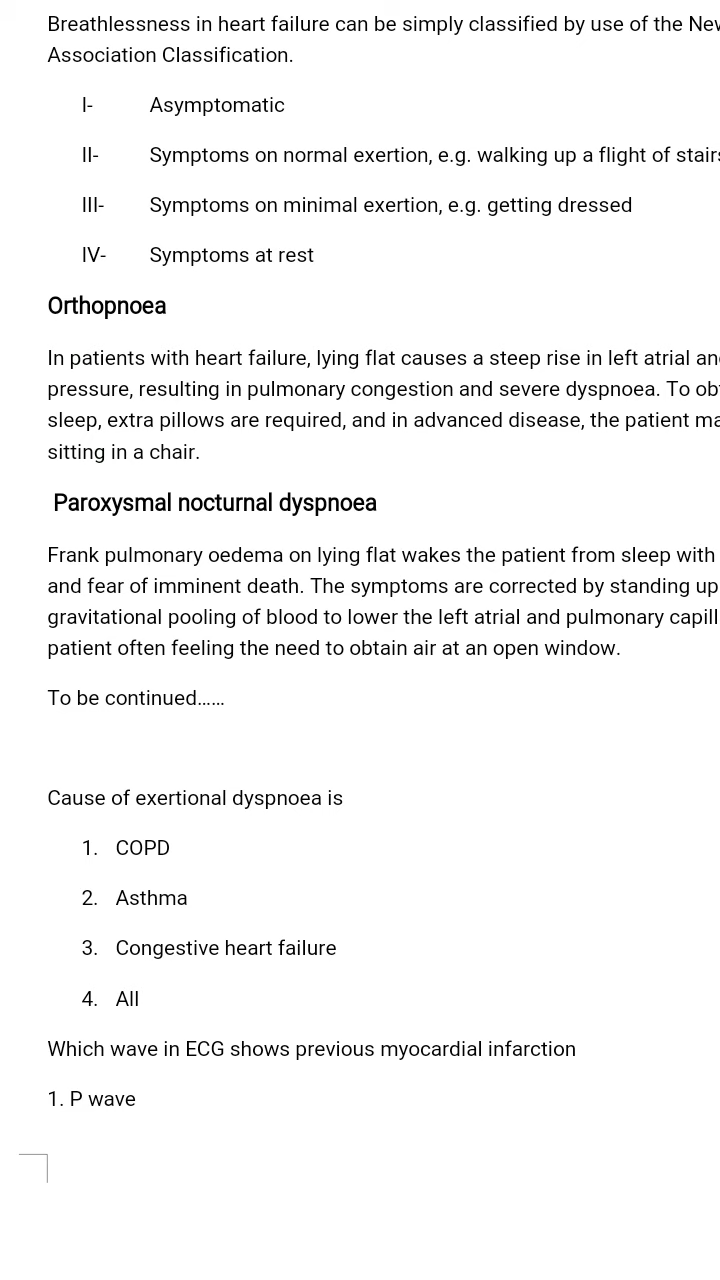 Breathlessness in heart failure can be simply classified by use of the
Association Classification.
I- Asymptomatic
II- Symptoms on normal exertion, e.g. walking up a flight of
III- Symptoms on minimal exertion, e.g. getting dressed
IV- Symptoms at rest
Orthopnoea
In patients with heart failure, lying flat causes a steep rise in left atrial
pressure, resulting in pulmonary congestion and severe dyspnoea. To
sleep, extra pillows are required, and in advanced disease, the patient
sitting in a chair.
Paroxysmal nocturnal dyspnoea
Frank pulmonary oedema on lying flat wakes the patient from sleep with
and fear of imminent death. The symptoms are corrected by standing up
gravitational pooling of blood to lower the left atrial and pulmonary
patient often feeling the need to obtain air at an open window.
To be continued......
Cause of exertional dyspnoea is
1. COPD
2. Asthma
3. Congestive heart failure
4. All
Which wave in ECG shows previous myocardial infarction
1. P wave